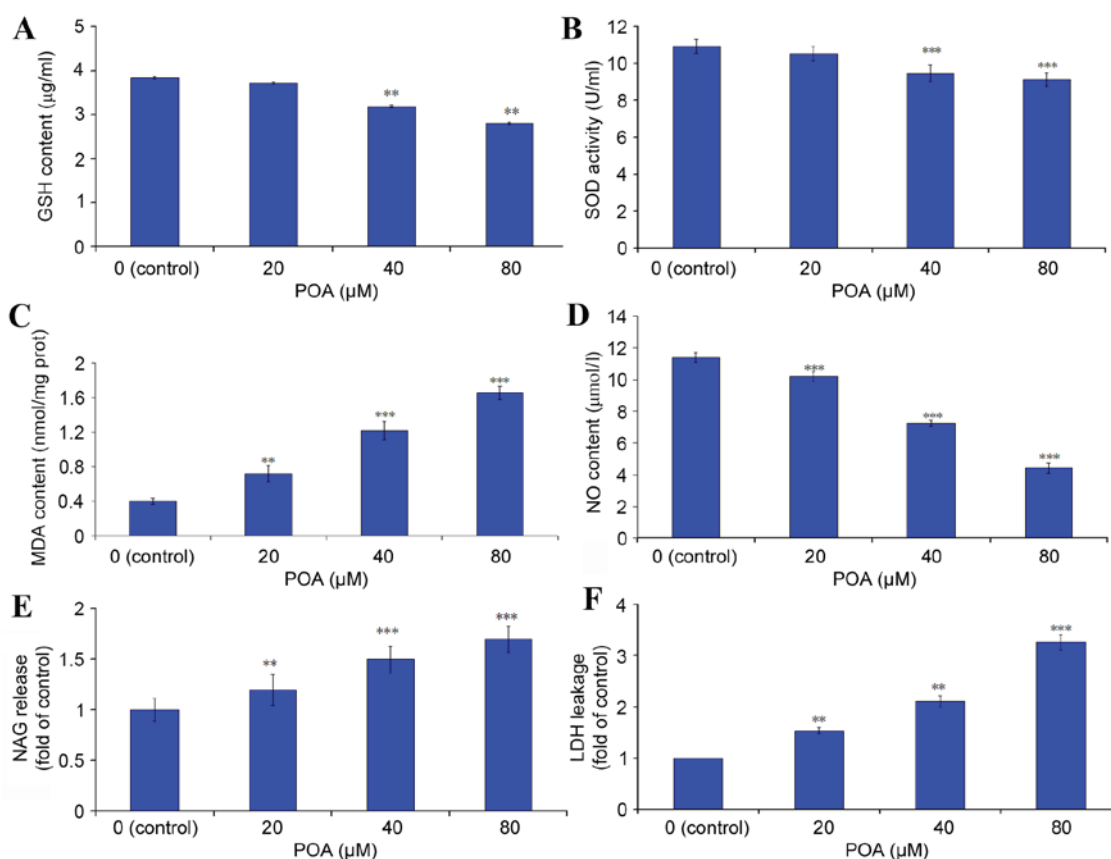 A
GSH content (μg/ml)
5
4
3
2
1
0
**
**
0 (control) 20 40 80
POA (μM)
B
SOD activity (U/ml)
12
10
8
6
4
2
0
***
***
0 (control) 20 40 80
POA (μM)
C
MDA content (nmol/mg prot)
2
1.6
1.2
0.8
0.4
**
***
***
0 (control) 20 40 80
POA (μM)
D
NO content (μmol/l)
14
12
10
8
6
4
2
0
***
***
***
0 (control) 20 40 80
POA (μM)
E
NAG release
(fold of control)
2
1.5
1
0.5
0
**
***
***
0 (control) 20 40 80
POA (μM)
F
LDH leakage
(fold of control)
4
3
2
1
0
**
**
***
0 (control) 20 40 80
POA (μM)